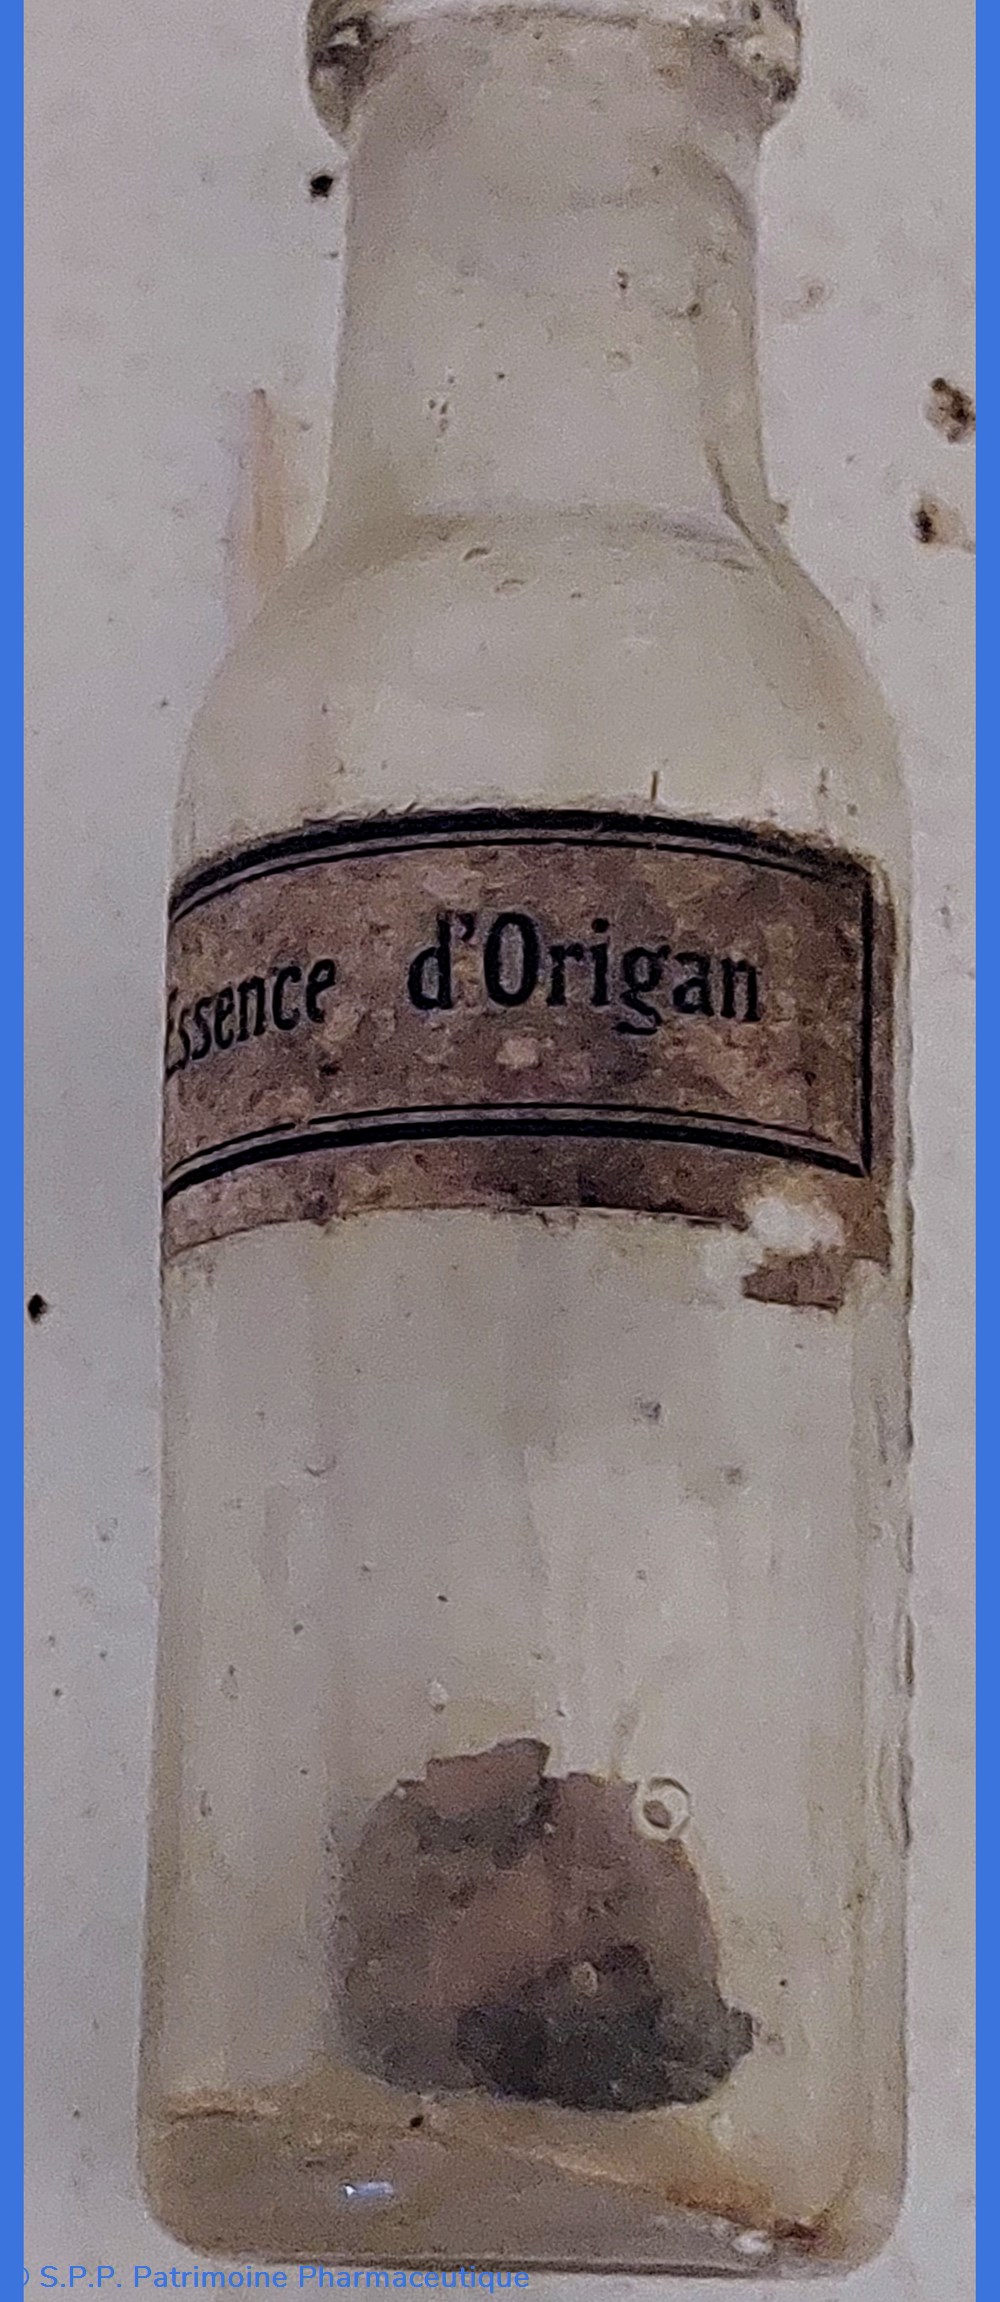 Essence d'Origan
© S.P.P. Patrimoine Pharmaceutique